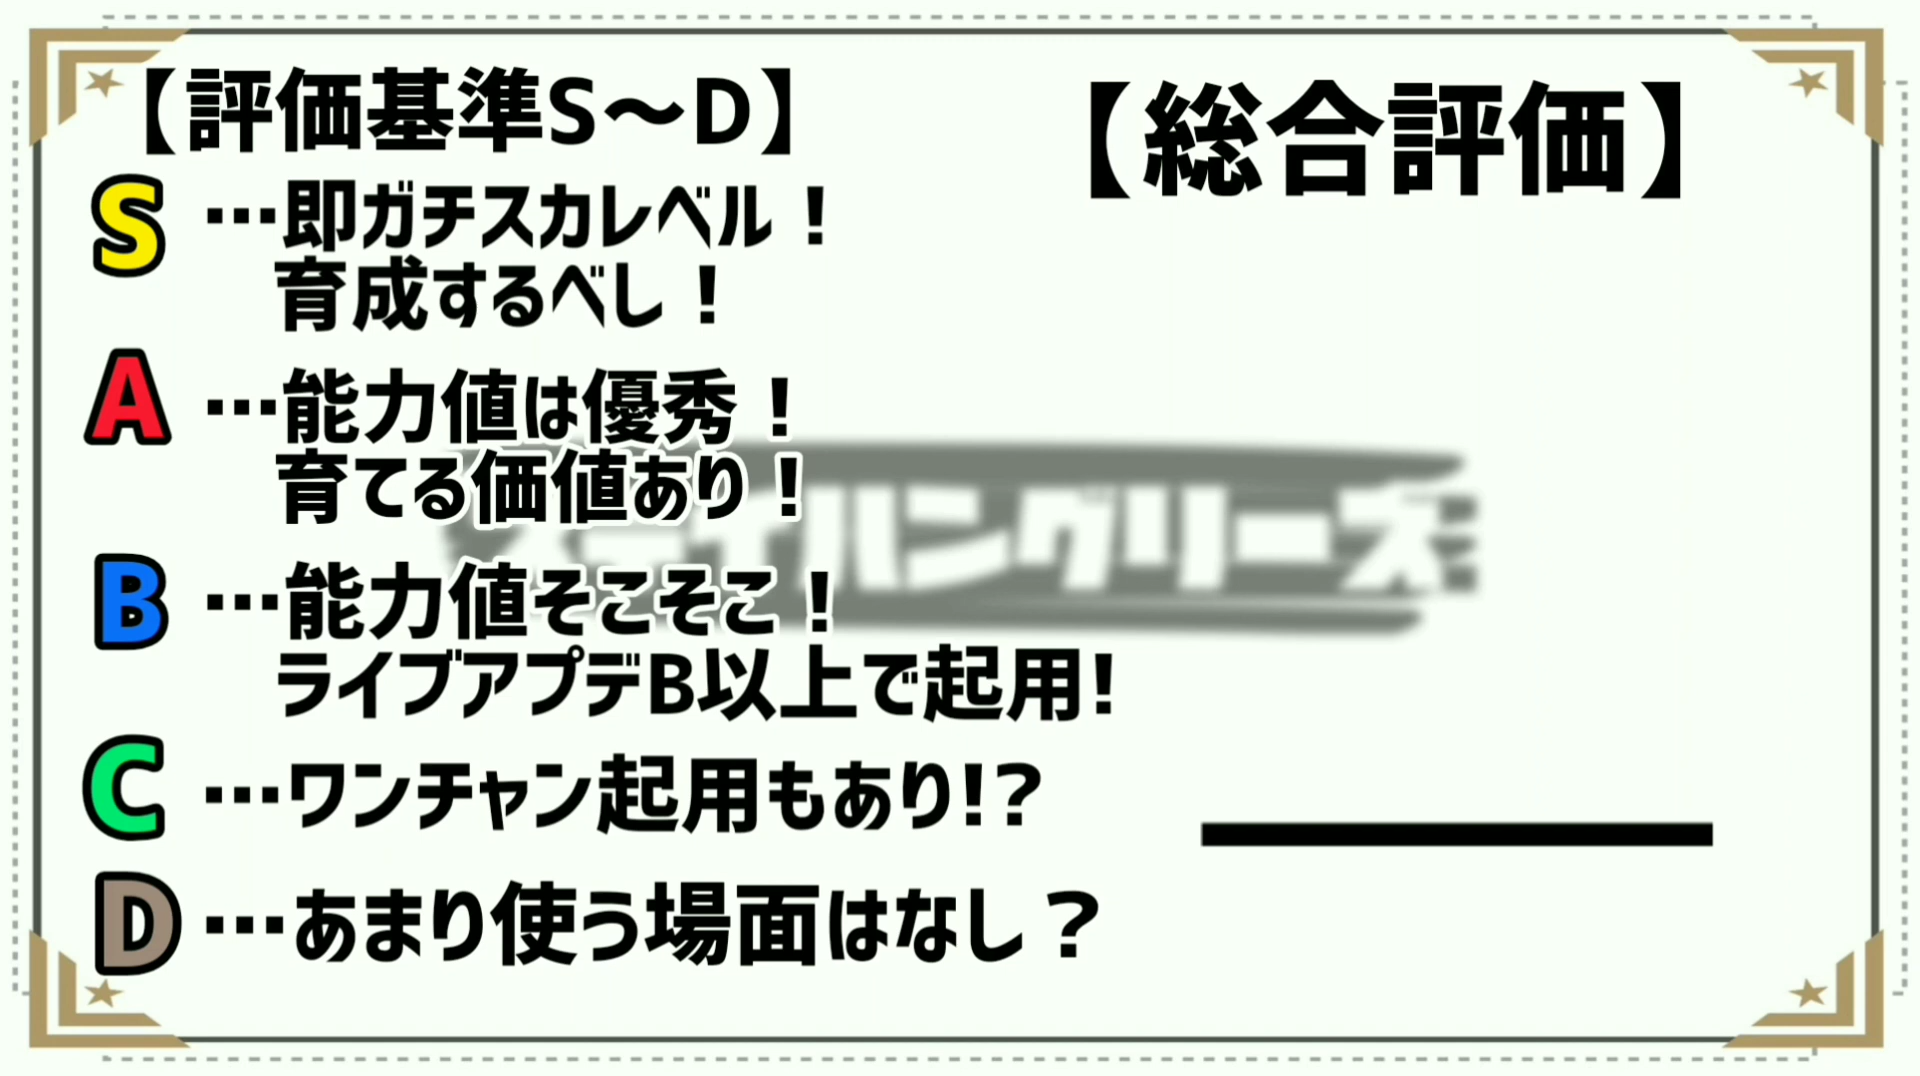 【評価基準S～D】
【総合評価】
S …即ガチスカレベル！
育成するべし！
A …能力値は優秀！
育てる価値あり！
B …能力値そこそこ！
ライブアプデB以上で起用!
C …ワンチャン起用もあり!?
D …あまり使う場面はなし？